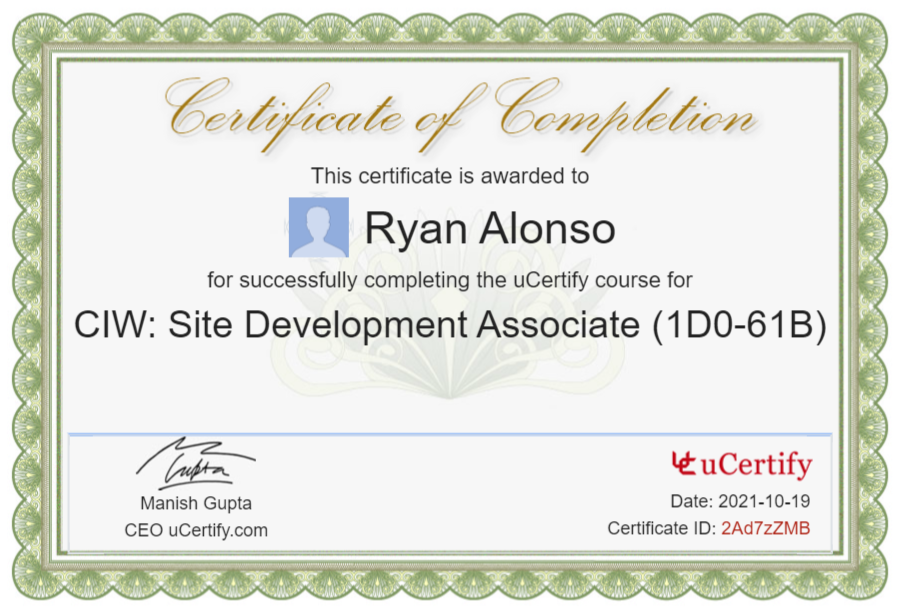 Certificate of Completion
This certificate is awarded to
Ryan Alonso
for successfully completing the uCertify course for
CIW: Site Development Associate (1D0-61B)
Gupta
Manish Gupta
CEO uCertify.com
uCertify
Date: 2021-10-19
Certificate ID: 2Ad7zZMB